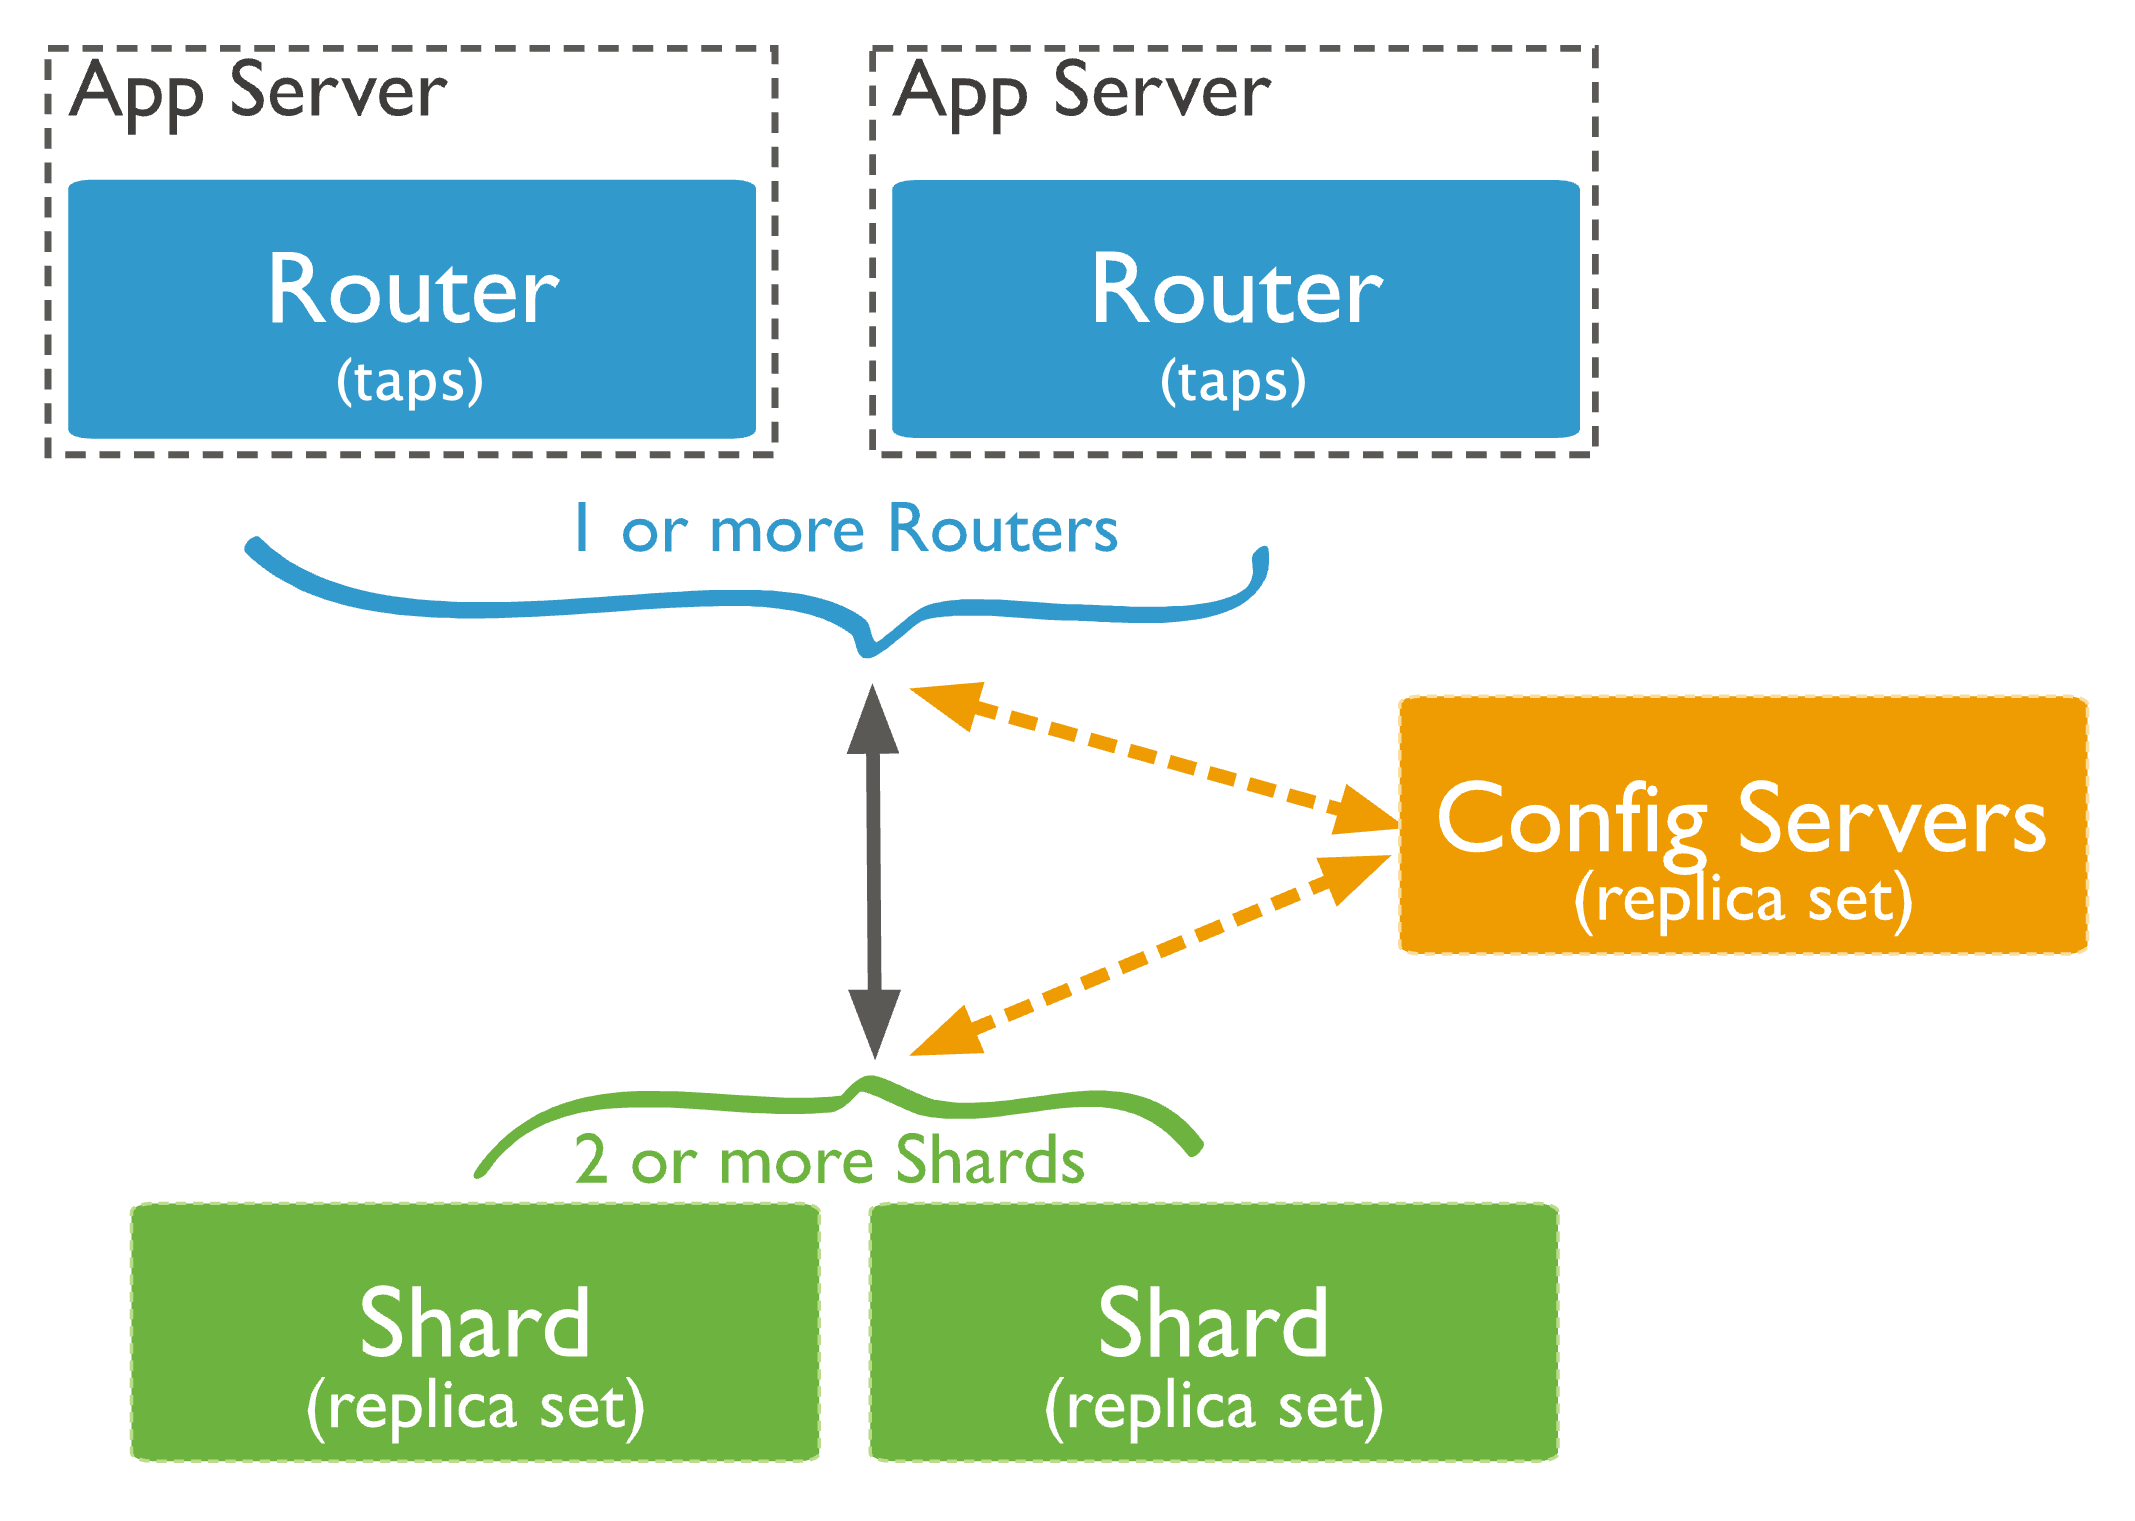 App Server
Router
(taps)
App Server
Router
(taps)
1 or more Routers
Config Servers
(replica set)
2 or more Shards
Shard
(replica set)
Shard
(replica set)